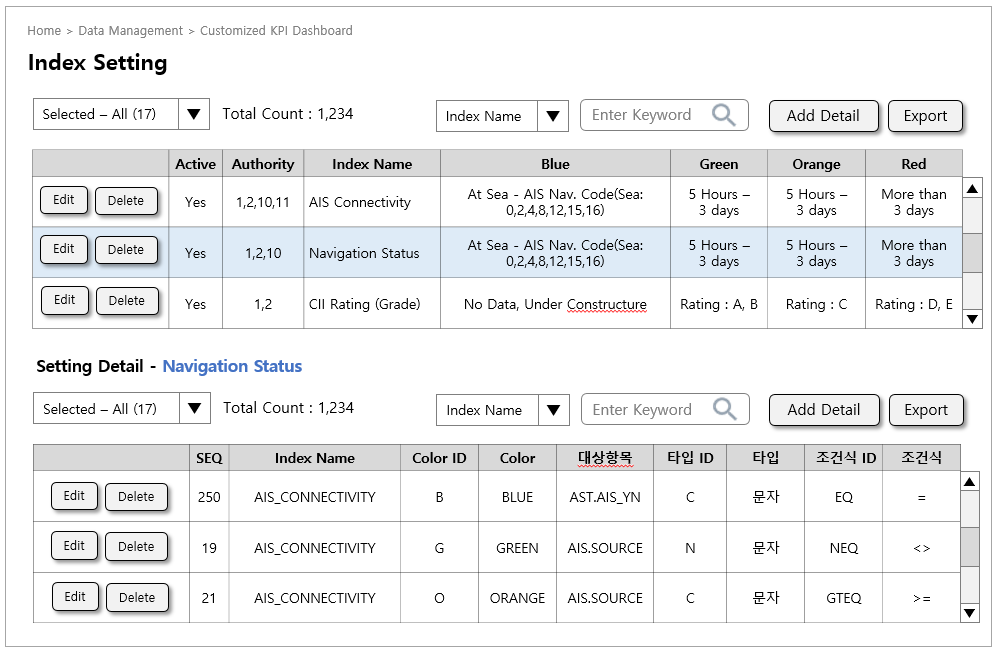 Home > Data Management > Customized KPI Dashboard
Index Setting
Selected – All (17) Total Count : 1,234 Index Name Enter Keyword Add Detail Export
Active Authority Index Name Blue Green Orange Red
Edit Delete Yes 1,2,10,11 AIS Connectivity At Sea - AIS Nav. Code(Sea: 0,2,4,8,12,15,16) 5 Hours – 3 days 5 Hours – 3 days More than 3 days
Edit Delete Yes 1,2,10 Navigation Status At Sea - AIS Nav. Code(Sea: 0,2,4,8,12,15,16) 5 Hours – 3 days 5 Hours – 3 days More than 3 days
Edit Delete Yes 1,2 CII Rating (Grade) No Data, Under Constructure Rating : A, B Rating : C Rating : D, E
Setting Detail - Navigation Status
Selected – All (17) Total Count : 1,234 Index Name Enter Keyword Add Detail Export
SEQ Index Name Color ID Color 대상항목 타입 ID 타입 조건식 ID 조건식
Edit Delete 250 AIS_CONNECTIVITY B BLUE AST.AIS_YN C 문자 EQ =
Edit Delete 19 AIS_CONNECTIVITY G GREEN AIS.SOURCE N 문자 NEQ <>
Edit Delete 21 AIS_CONNECTIVITY O ORANGE AIS.SOURCE C 문자 GTEQ >=